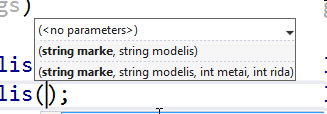 gs)
(<no parameters>)
(string marke, string modelis)
lis (string marke, string modelis, int metai, int rida)
lis();